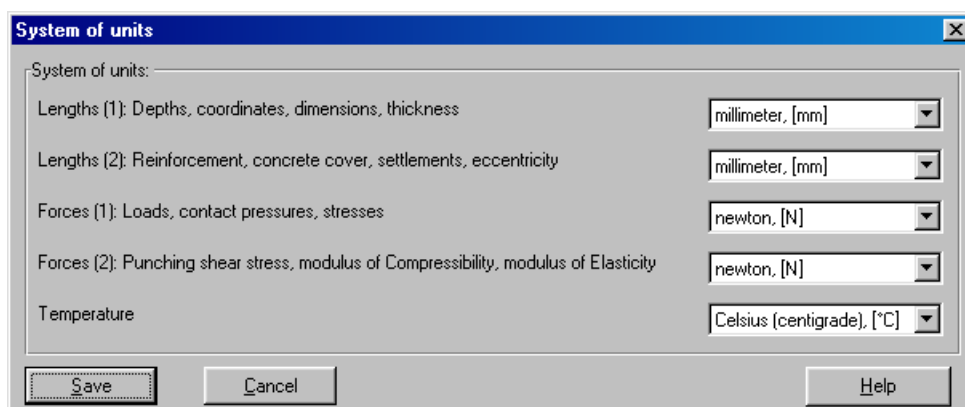 System of units
System of units:
Lengths (1): Depths, coordinates, dimensions, thickness
millimeter, [mm]
Lengths (2): Reinforcement, concrete cover, settlements, eccentricity
millimeter, [mm]
Forces (1): Loads, contact pressures, stresses
newton, [N]
Forces (2): Punching shear stress, modulus of Compressibility, modulus of Elasticity
newton, [N]
Temperature
Celsius (centigrade), [°C]
Save
Cancel
Help